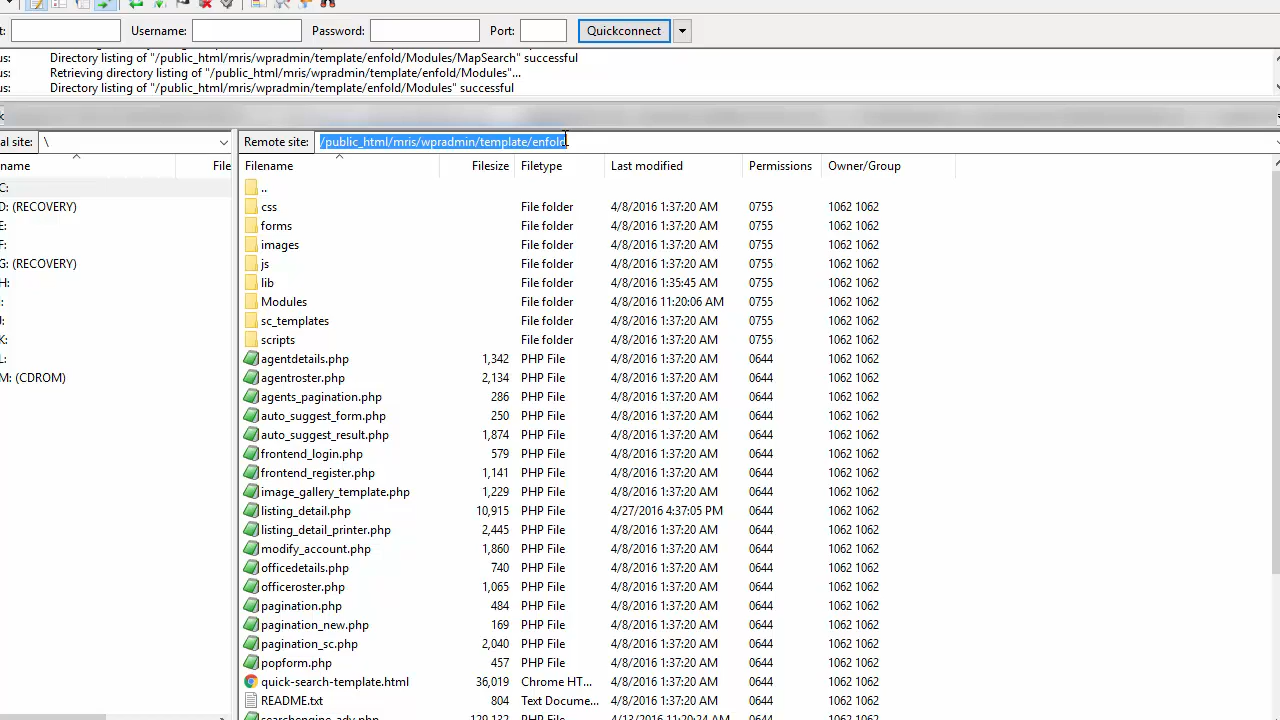 t: Username: Password: Port: Quickconnect
us: Directory listing of "/public_html/mris/wpradmin/template/enfold/Modules/MapSearch" successful
us: Retrieving directory listing of "/public_html/mris/wpradmin/template/enfold/Modules"...
us: Directory listing of "/public_html/mris/wpradmin/template/enfold/Modules" successful
al site: \ Remote site: /public_html/mris/wpradmin/template/enfold
name File Filename Filesize Filetype Last modified Permissions Owner/Group
C: ..
D: (RECOVERY) css File folder 4/8/2016 1:37:20 AM 0755 1062 1062
E: forms File folder 4/8/2016 1:37:20 AM 0755 1062 1062
F: images File folder 4/8/2016 1:37:20 AM 0755 1062 1062
G: (RECOVERY) js File folder 4/8/2016 1:37:20 AM 0755 1062 1062
H: lib File folder 4/8/2016 1:35:45 AM 0755 1062 1062
: Modules File folder 4/8/2016 11:20:06 AM 0755 1062 1062
J: sc_templates File folder 4/8/2016 1:37:20 AM 0755 1062 1062
K: scripts File folder 4/8/2016 1:37:20 AM 0755 1062 1062
L: agentdetails.php 1,342 PHP File 4/8/2016 1:37:20 AM 0644 1062 1062
M: (CDROM) agentroster.php 2,134 PHP File 4/8/2016 1:37:20 AM 0644 1062 1062
agents_pagination.php 286 PHP File 4/8/2016 1:37:20 AM 0644 1062 1062
auto_suggest_form.php 250 PHP File 4/8/2016 1:37:20 AM 0644 1062 1062
auto_suggest_result.php 1,874 PHP File 4/8/2016 1:37:20 AM 0644 1062 1062
frontend_login.php 579 PHP File 4/8/2016 1:37:20 AM 0644 1062 1062
frontend_register.php 1,141 PHP File 4/8/2016 1:37:20 AM 0644 1062 1062
image_gallery_template.php 1,229 PHP File 4/8/2016 1:37:20 AM 0644 1062 1062
listing_detail.php 10,915 PHP File 4/27/2016 4:37:05 PM 0644 1062 1062
listing_detail_printer.php 2,445 PHP File 4/8/2016 1:37:20 AM 0644 1062 1062
modify_account.php 1,860 PHP File 4/8/2016 1:37:20 AM 0644 1062 1062
officedetails.php 740 PHP File 4/8/2016 1:37:20 AM 0644 1062 1062
officeroster.php 1,065 PHP File 4/8/2016 1:37:20 AM 0644 1062 1062
pagination.php 484 PHP File 4/8/2016 1:37:20 AM 0644 1062 1062
pagination_new.php 169 PHP File 4/8/2016 1:37:20 AM 0644 1062 1062
pagination_sc.php 2,040 PHP File 4/8/2016 1:37:20 AM 0644 1062 1062
popform.php 457 PHP File 4/8/2016 1:37:20 AM 0644 1062 1062
quick-search-template.html 36,019 Chrome HT... 4/8/2016 1:37:20 AM 0644 1062 1062
README.txt 804 Text Docume... 4/8/2016 1:37:20 AM 0644 1062 1062
searchengine_adv.php 129,132 PHP File 4/13/2016 11:20:24 AM 0644 1062 1062